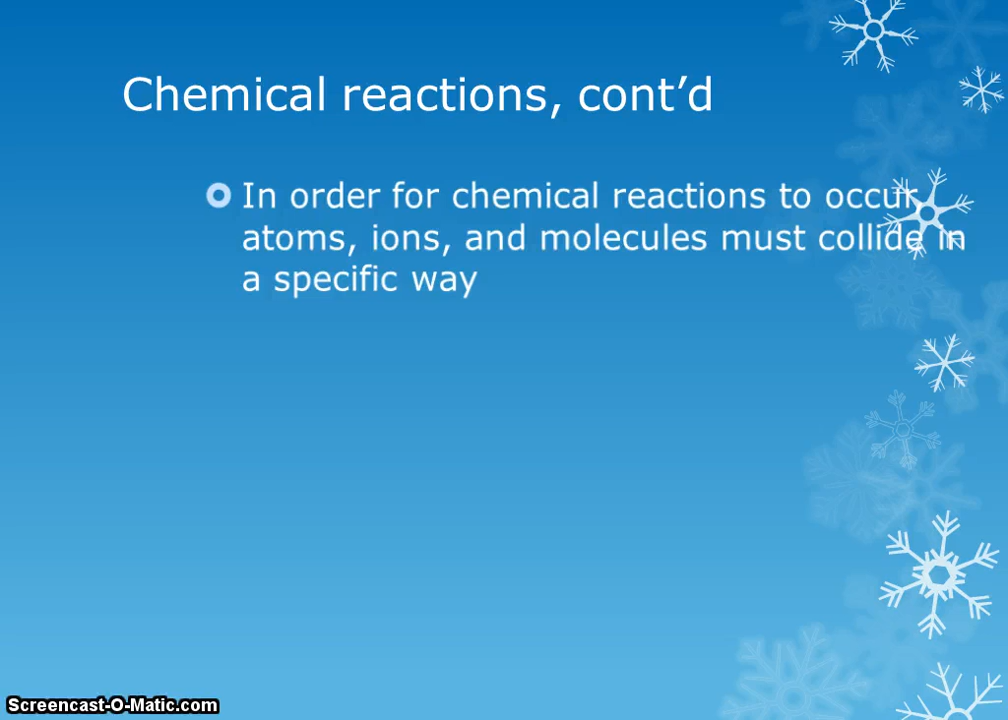 Chemical reactions, cont’d
In order for chemical reactions to occur
atoms, ions, and molecules must collide in
a specific way
Screencast-O-Matic.com